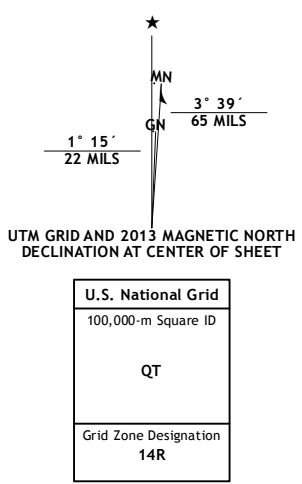 ★
MN
3° 39´
65 MILS
GN
1° 15´
22 MILS
UTM GRID AND 2013 MAGNETIC NORTH
DECLINATION AT CENTER OF SHEET
U.S. National Grid
100,000-m Square ID
QT
Grid Zone Designation
14R